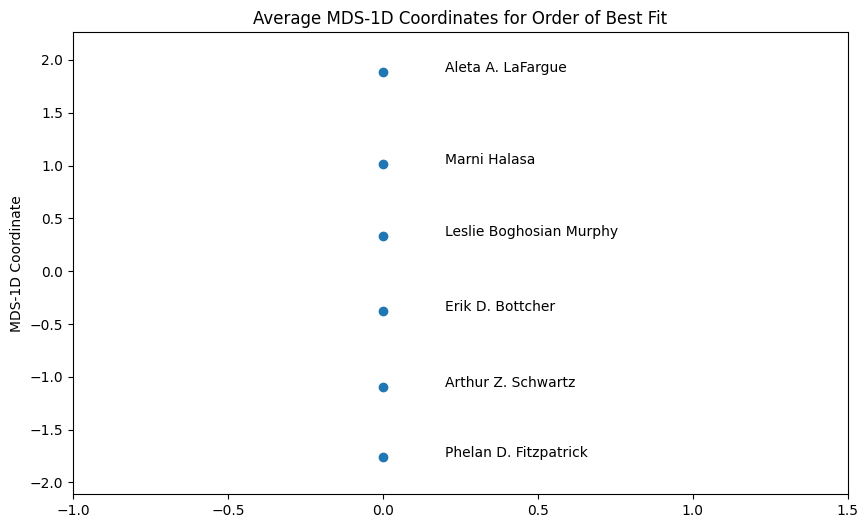 Average MDS-1D Coordinates for Order of Best Fit
MDS-1D Coordinate
2.0
1.5
1.0
0.5
0.0
−0.5
−1.0
−1.5
−2.0
Aleta A. LaFargue
Marni Halasa
Leslie Boghosian Murphy
Erik D. Bottcher
Arthur Z. Schwartz
Phelan D. Fitzpatrick
−1.0 −0.5 0.0 0.5 1.0 1.5